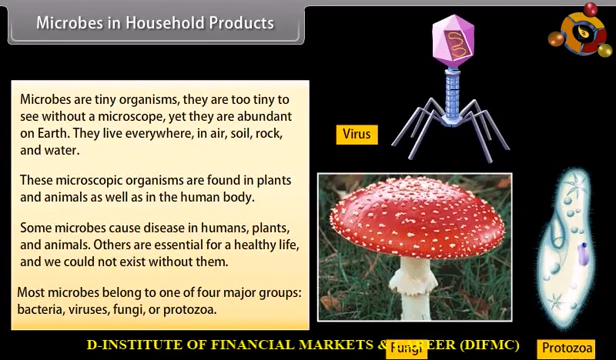 Microbes in Household Products
Microbes are tiny organisms, they are too tiny to
see without a microscope, yet they are abundant
on Earth. They live everywhere, in air, soil, rock,
and water.
These microscopic organisms are found in plants
and animals as well as in the human body.
Some microbes cause disease in humans, plants,
and animals. Others are essential for a healthy life,
and we could not exist without them.
Most microbes belong to one of four major groups:
bacteria, viruses, fungi, or protozoa.
Virus
Fungi
Protozoa
D-INSTITUTE OF FINANCIAL MARKETS & CAREER (DIFMC)